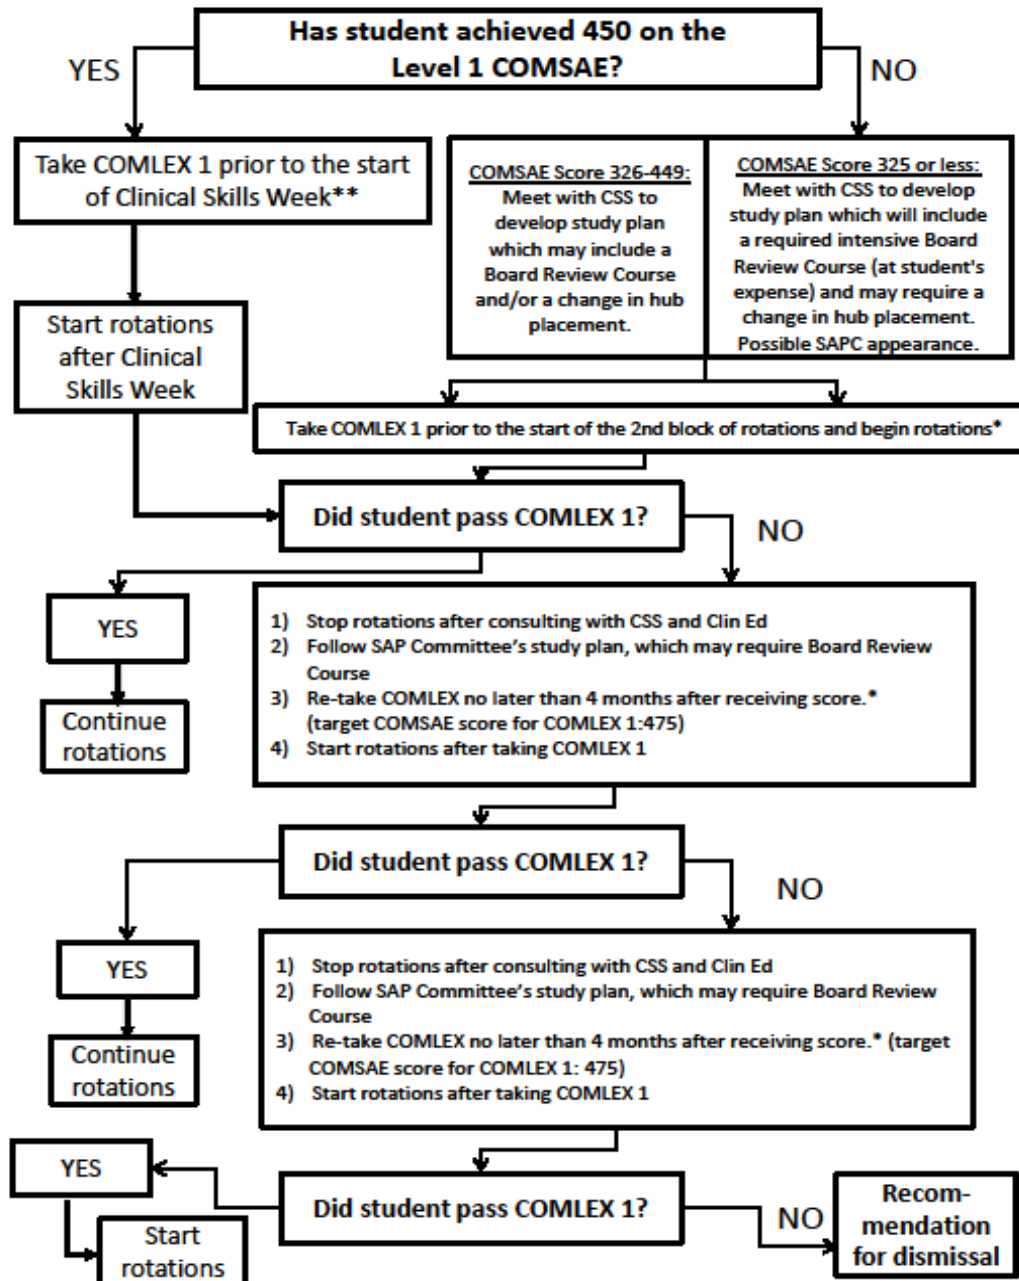 Has student achieved 450 on the
Level 1 COMSAE?
YES
NO
Take COMLEX 1 prior to the start
of Clinical Skills Week**
COMSAE Score 326-449:
Meet with CSS to
develop study plan
which may include a
Board Review Course
and/or a change in hub
placement.
COMSAE Score 325 or less:
Meet with CSS to develop
study plan which will include
a required intensive Board
Review Course (at student's
expense) and may require a
change in hub placement.
Possible SAPC appearance.
Start rotations
after Clinical
Skills Week
Take COMLEX 1 prior to the start of the 2nd block of rotations and begin rotations*
Did student pass COMLEX 1?
NO
YES
Continue
rotations
1) Stop rotations after consulting with CSS and Clin Ed
2) Follow SAP Committee's study plan, which may require Board Review
Course
3) Re-take COMLEX no later than 4 months after receiving score.*
(target COMSAE score for COMLEX 1:475)
4) Start rotations after taking COMLEX 1
Did student pass COMLEX 1?
NO
YES
Continue
rotations
1) Stop rotations after consulting with CSS and Clin Ed
2) Follow SAP Committee's study plan, which may require Board Review
Course
3) Re-take COMLEX no later than 4 months after receiving score.* (target
COMSAE score for COMLEX 1: 475)
4) Start rotations after taking COMLEX 1
YES
Did student pass COMLEX 1?
NO
Start
rotations
Recom-
mendation
for dismissal